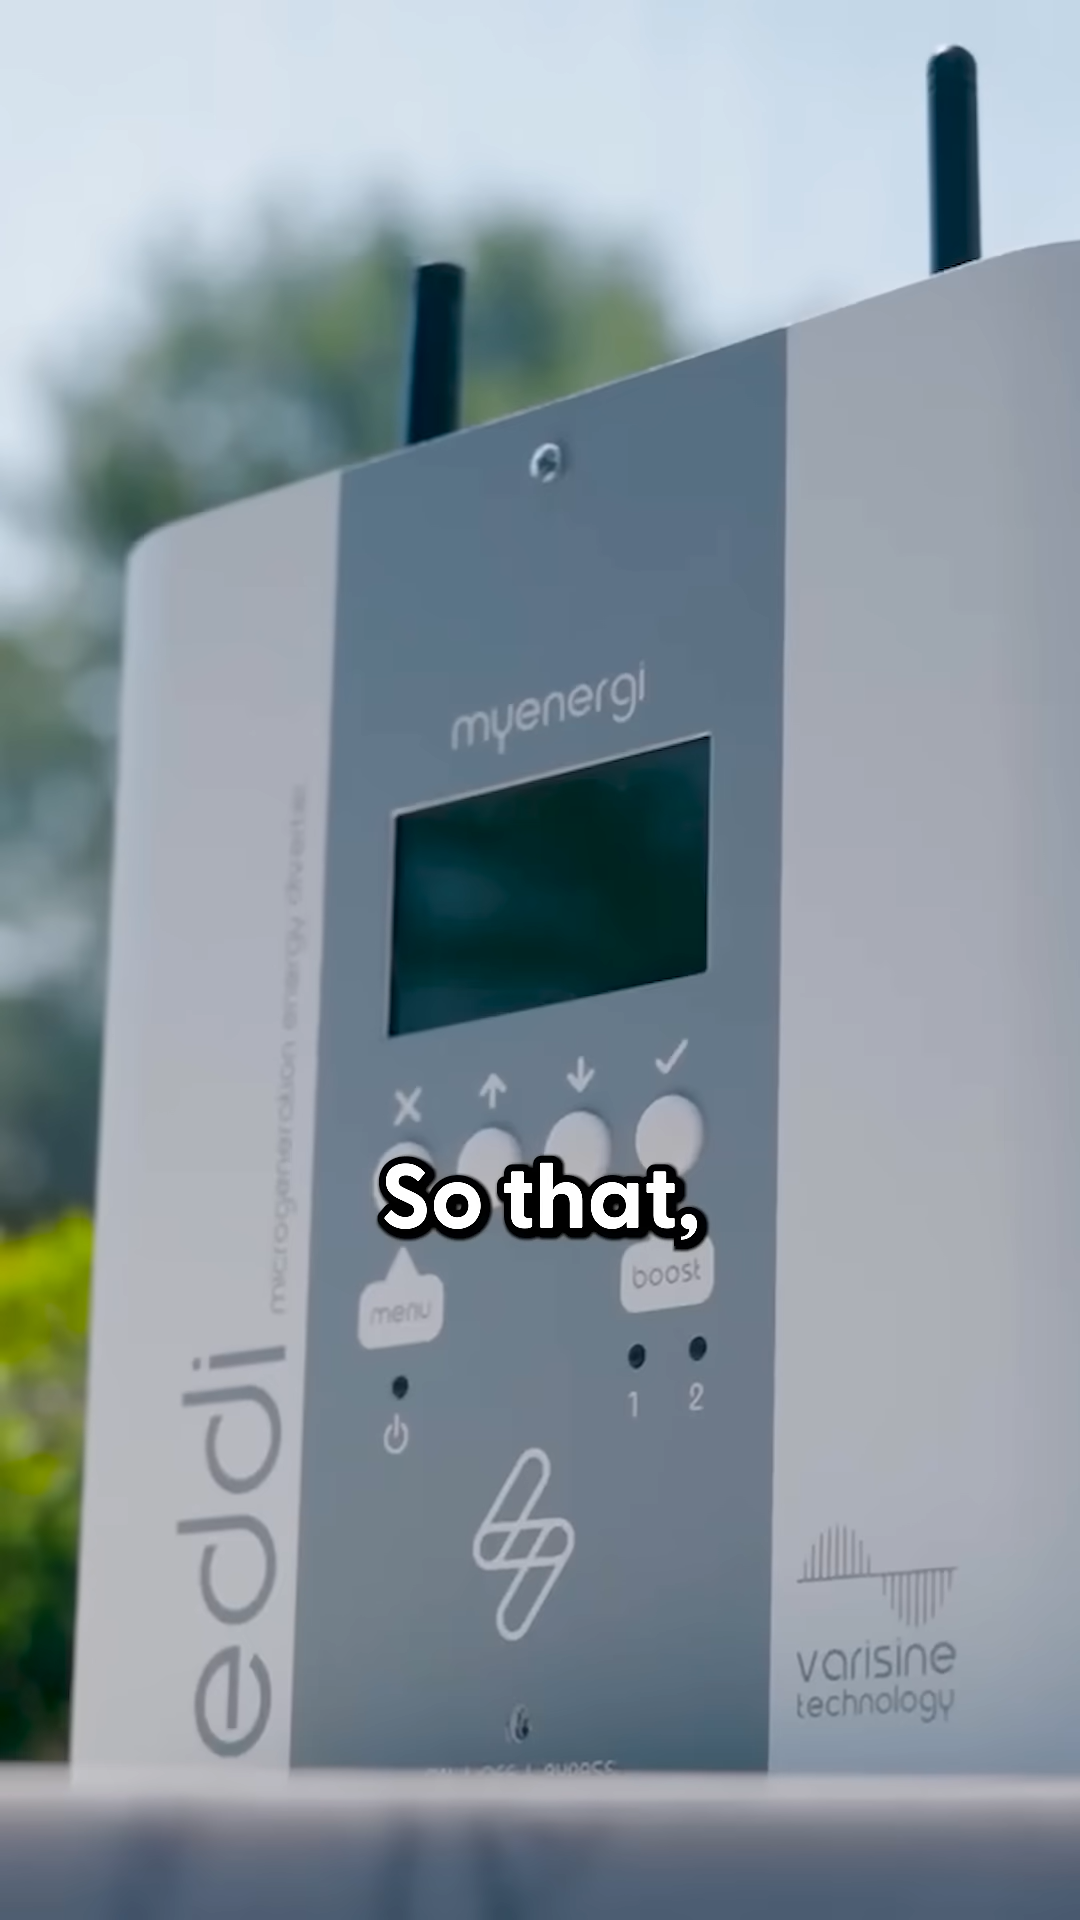 myenergi
microgeneration energy diverter
So that,
menu
boost
1 2
eddi
varisine
technology